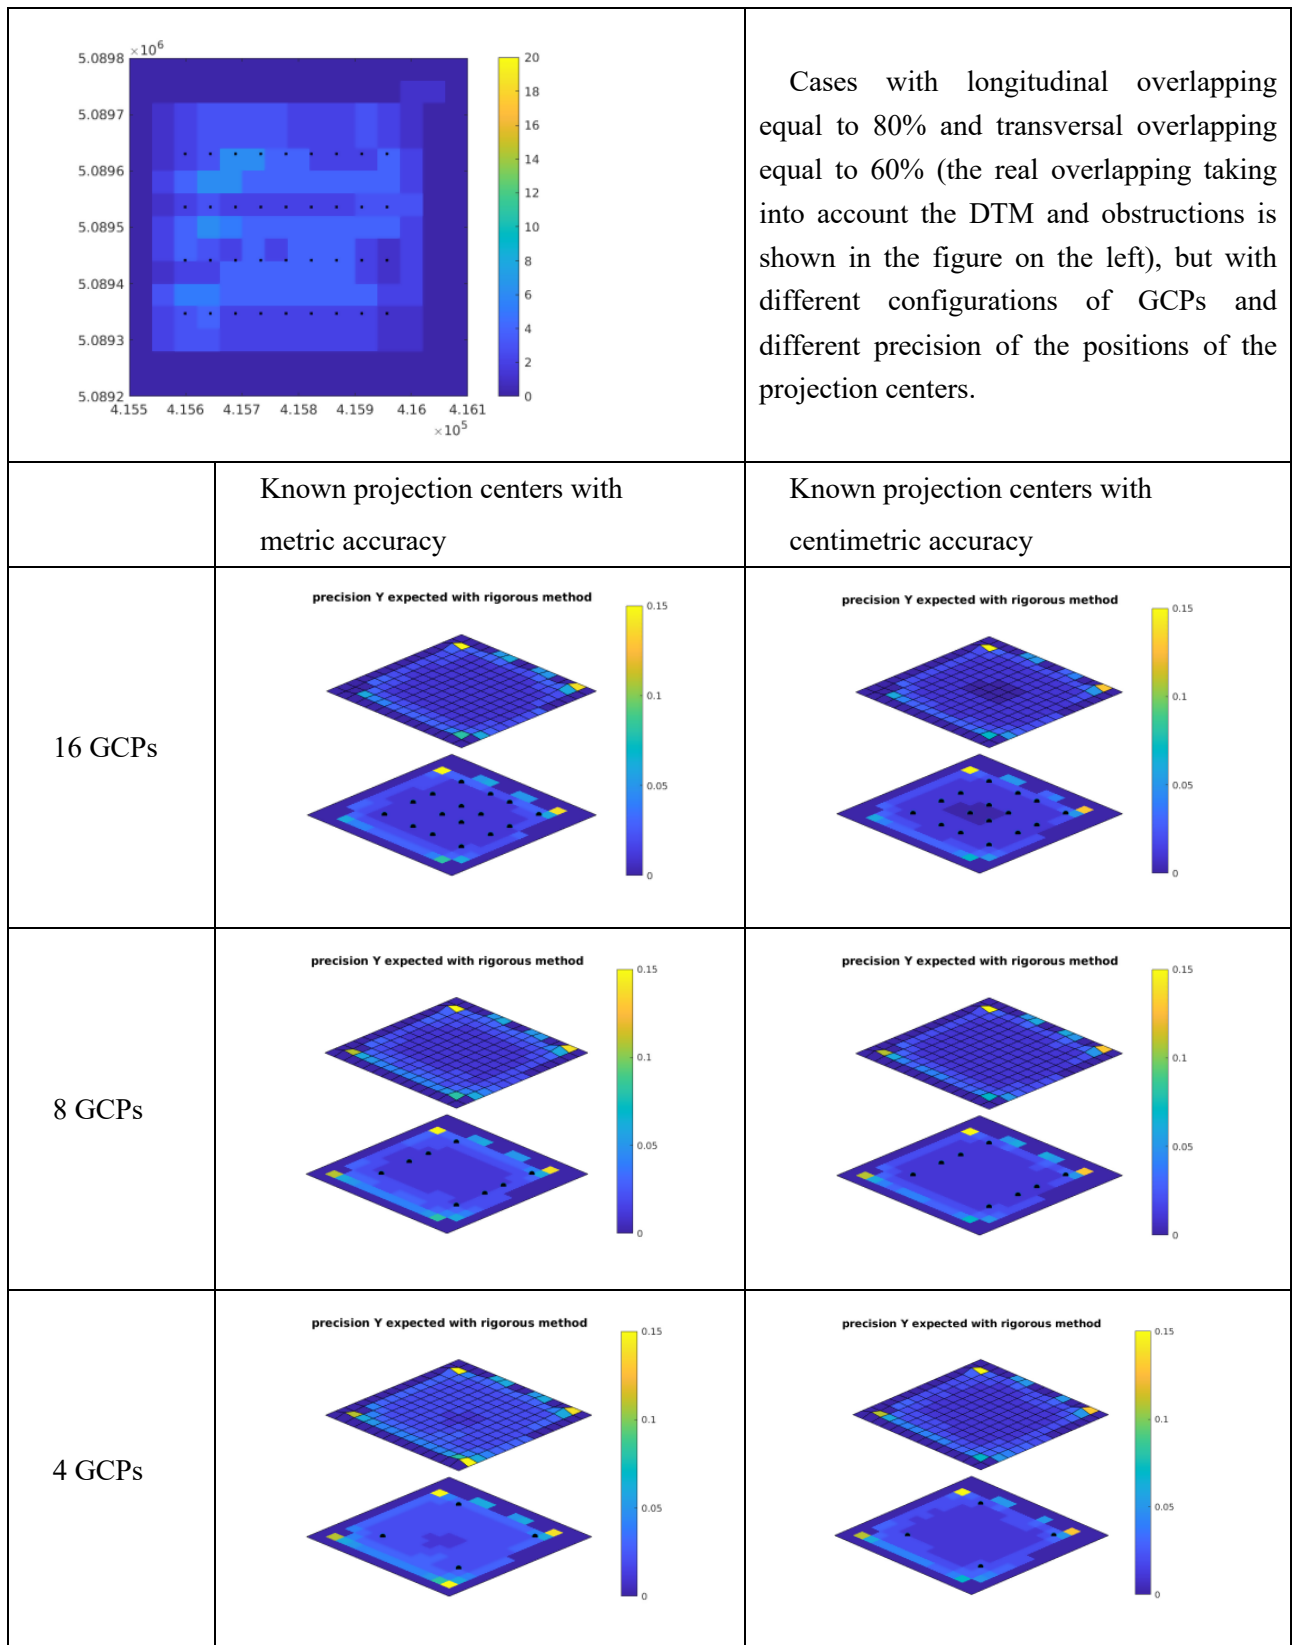 ×10⁶
5.0898
5.0897
5.0896
5.0895
5.0894
5.0893
5.0892
4.155 4.156 4.157 4.158 4.159 4.16 4.161
×10⁵
20
18
16
14
12
10
8
6
4
2
0
Cases with longitudinal overlapping
equal to 80% and transversal overlapping
equal to 60% (the real overlapping taking
into account the DTM and obstructions is
shown in the figure on the left), but with
different configurations of GCPs and
different precision of the positions of the
projection centers.
Known projection centers with
metric accuracy
Known projection centers with
centimetric accuracy
16 GCPs
precision Y expected with rigorous method
0.15
0.1
0.05
0
precision Y expected with rigorous method
0.15
0.1
0.05
0
8 GCPs
precision Y expected with rigorous method
0.15
0.1
0.05
0
precision Y expected with rigorous method
0.15
0.1
0.05
0
4 GCPs
precision Y expected with rigorous method
0.15
0.1
0.05
0
precision Y expected with rigorous method
0.15
0.1
0.05
0